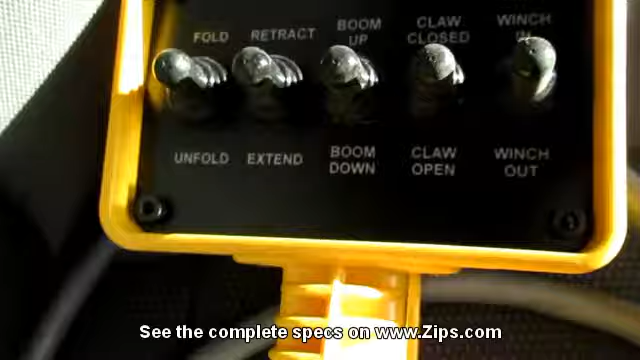 FOLD RETRACT BOOM UP CLAW CLOSED WINCH IN
UNFOLD EXTEND BOOM DOWN CLAW OPEN WINCH OUT
See the complete specs on www.Zips.com